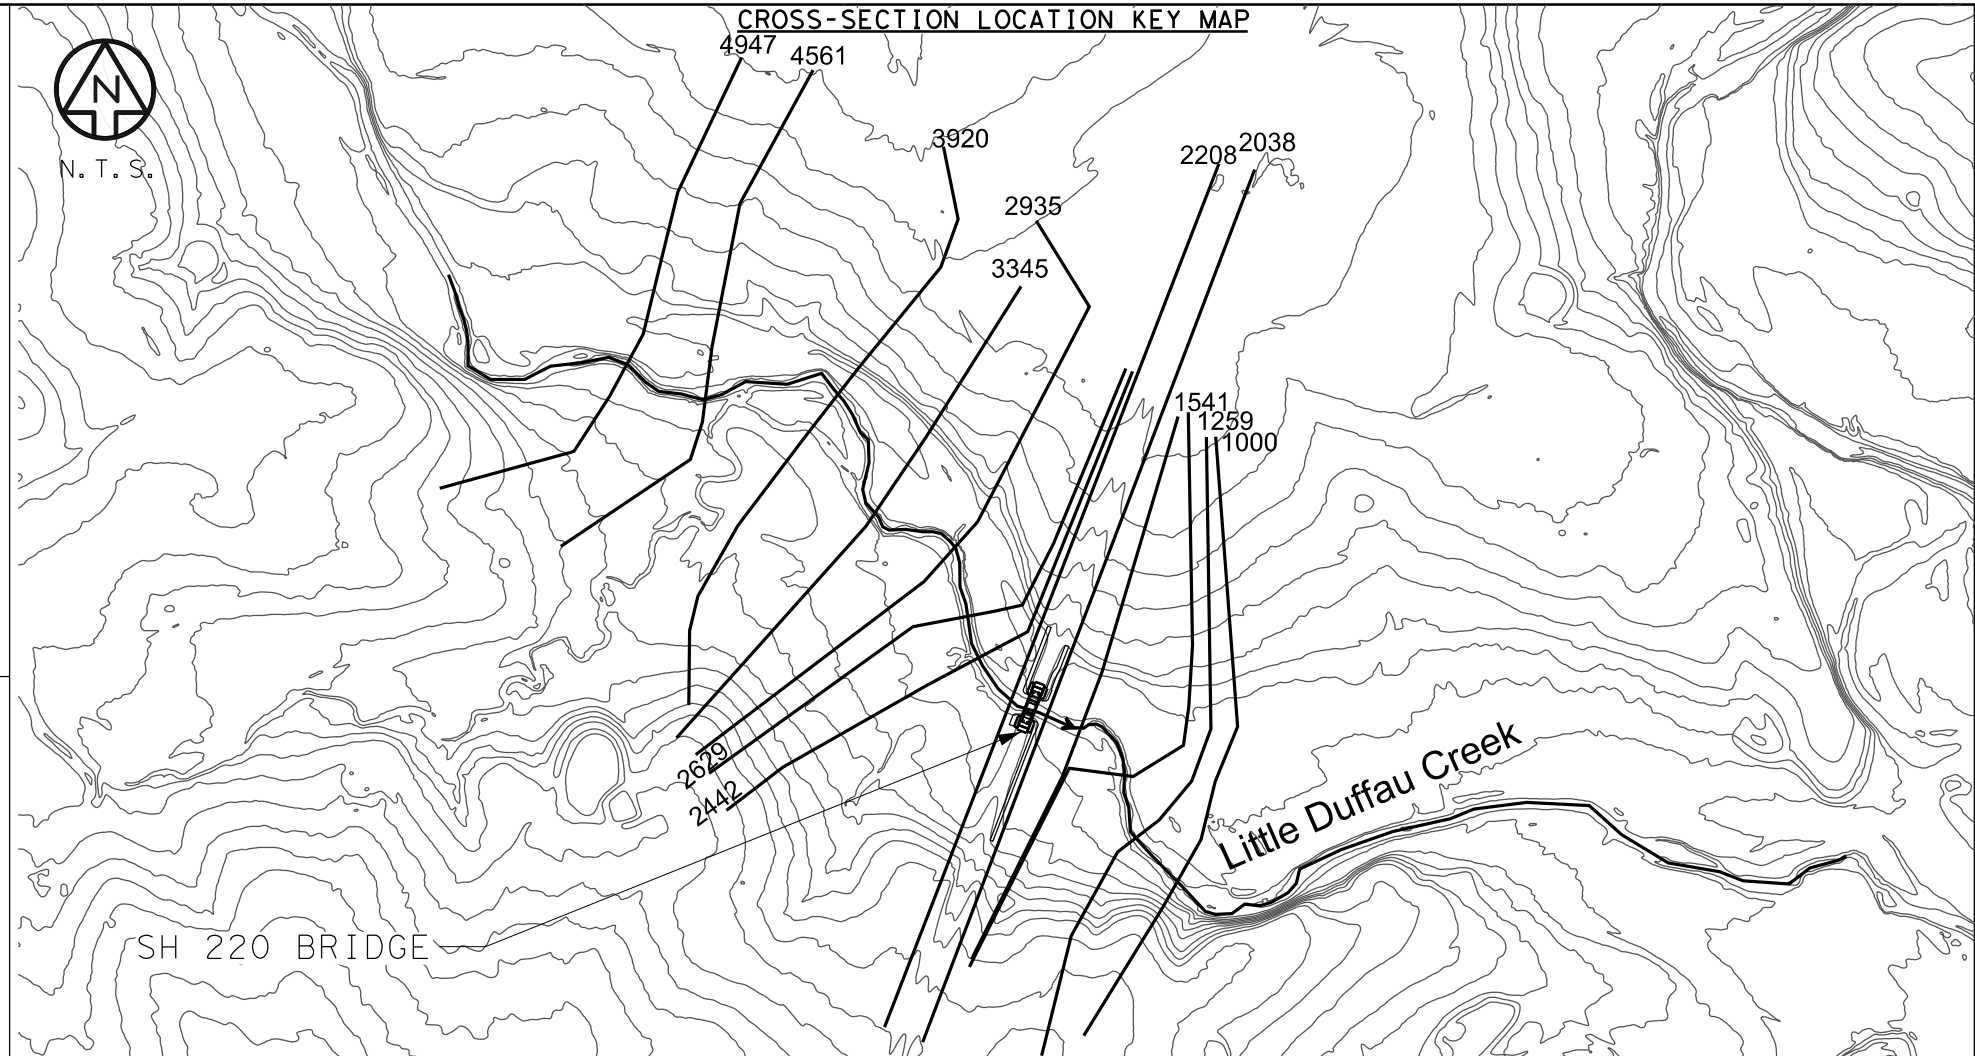 CROSS-SECTION LOCATION KEY MAP
4947
4561
N
N.T.S.
3920
2208
2038
2935
3345
1541
1259
1000
2629
2442
Little Duffau Creek
SH 220 BRIDGE